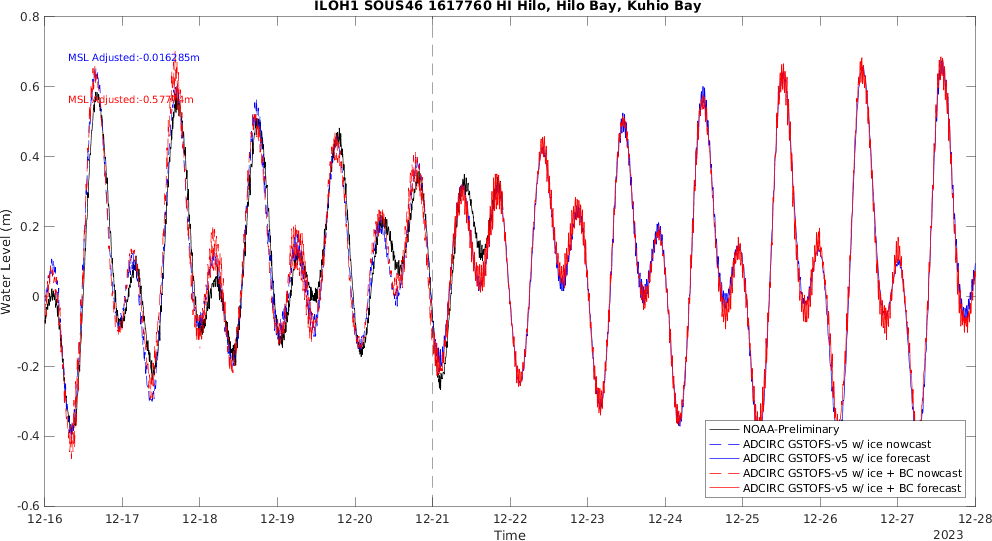 ILOH1 SOUS46 1617760 HI Hilo, Hilo Bay, Kuhio Bay
0.8
MSL Adjusted:-0.016285m
0.6
MSL
0.4
0.2
0
-0.2
-0.4
-0.6
Water Level (m)
NOAA-Preliminary
ADCIRC GSTOFS-v5 w/ ice nowcast
ADCIRC GSTOFS-v5 w/ ice forecast
ADCIRC GSTOFS-v5 w/ ice + BC nowcast
ADCIRC GSTOFS-v5 w/ ice + BC forecast
12-16 12-17 12-18 12-19 12-20 12-21 12-22 12-23 12-24 12-25 12-26 12-27 12-28
Time
2023